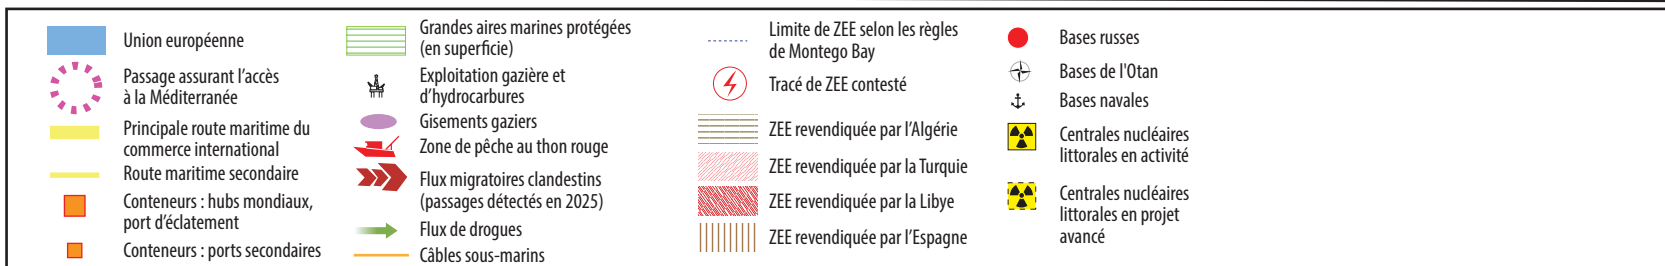 Union européenne
Passage assurant l’accès
à la Méditerranée
Principale route maritime du
commerce international
Route maritime secondaire
Conteneurs : hubs mondiaux,
port d’éclatement
Conteneurs : ports secondaires
Grandes aires marines protégées
(en superficie)
Exploitation gazière et
d’hydrocarbures
Gisements gaziers
Zone de pêche au thon rouge
Flux migratoires clandestins
(passages détectés en 2025)
Flux de drogues
Câbles sous-marins
Limite de ZEE selon les règles
de Montego Bay
Tracé de ZEE contesté
ZEE revendiquée par l’Algérie
ZEE revendiquée par la Turquie
ZEE revendiquée par la Libye
ZEE revendiquée par l’Espagne
Bases russes
Bases de l'Otan
Bases navales
Centrales nucléaires
littorales en activité
Centrales nucléaires
littorales en projet
avancé